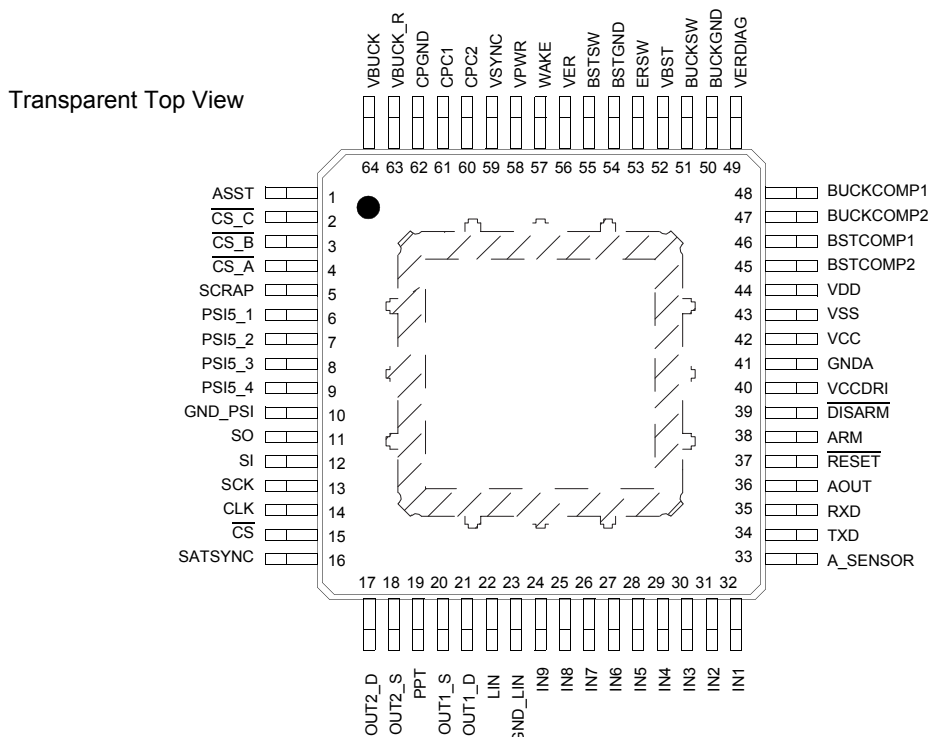 Transparent Top View
VBUCK
VBUCK_R
CPGND
CPC1
CPC2
VSYNC
VPWR
WAKE
VER
BSTSW
BSTGND
ERSW
VBST
BUCKSW
BUCKGND
VERDIAG
64 63 62 61 60 59 58 57 56 55 54 53 52 51 50 49
ASST 1
CS_C 2
CS_B 3
CS_A 4
SCRAP 5
PSI5_1 6
PSI5_2 7
PSI5_3 8
PSI5_4 9
GND_PSI 10
SO 11
SI 12
SCK 13
CLK 14
CS 15
SATSYNC 16
48 BUCKCOMP1
47 BUCKCOMP2
46 BSTCOMP1
45 BSTCOMP2
44 VDD
43 VSS
42 VCC
41 GNDA
40 VCCDRI
39 DISARM
38 ARM
37 RESET
36 AOUT
35 RXD
34 TXD
33 A_SENSOR
17 18 19 20 21 22 23 24 25 26 27 28 29 30 31 32
OUT2_D
OUT2_S
PPT
OUT1_S
OUT1_D
LIN
GND_LIN
IN9
IN8
IN7
IN6
IN5
IN4
IN3
IN2
IN1